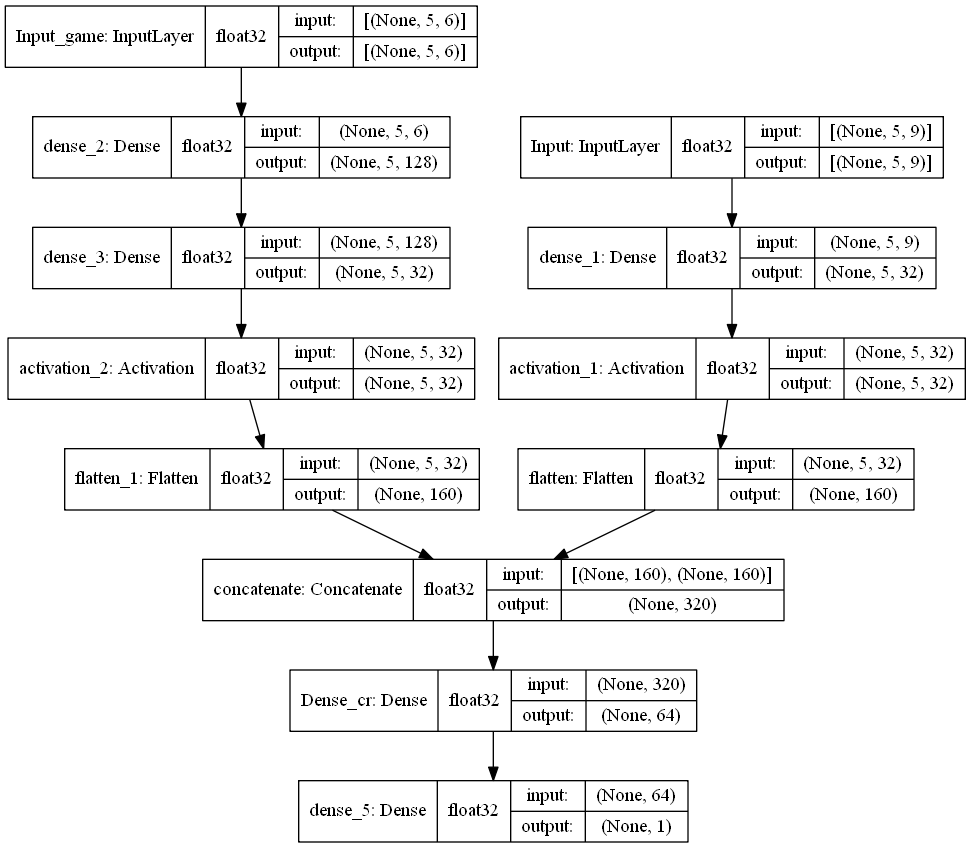 Input_game: InputLayer float32 input: [(None, 5, 6)]
output: [(None, 5, 6)]
dense_2: Dense float32 input: (None, 5, 6)
output: (None, 5, 128)
Input: InputLayer float32 input: [(None, 5, 9)]
output: [(None, 5, 9)]
dense_3: Dense float32 input: (None, 5, 128)
output: (None, 5, 32)
dense_1: Dense float32 input: (None, 5, 9)
output: (None, 5, 32)
activation_2: Activation float32 input: (None, 5, 32)
output: (None, 5, 32)
activation_1: Activation float32 input: (None, 5, 32)
output: (None, 5, 32)
flatten_1: Flatten float32 input: (None, 5, 32)
output: (None, 160)
flatten: Flatten float32 input: (None, 5, 32)
output: (None, 160)
concatenate: Concatenate float32 input: [(None, 160), (None, 160)]
output: (None, 320)
Dense_cr: Dense float32 input: (None, 320)
output: (None, 64)
dense_5: Dense float32 input: (None, 64)
output: (None, 1)